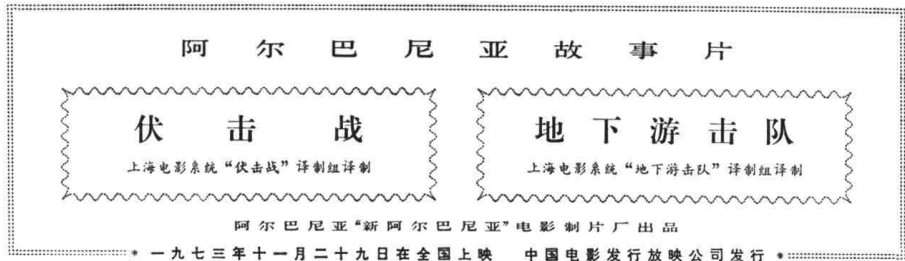 阿尔巴尼亚故事片
伏击战
上海电影系统“伏击战”译制组译制
地下游击队
上海电影系统“地下游击队”译制组译制
阿尔巴尼亚“新阿尔巴尼亚”电影制片厂出品
一九七三年十一月二十九日在全国上映 中国电影发行放映公司发行